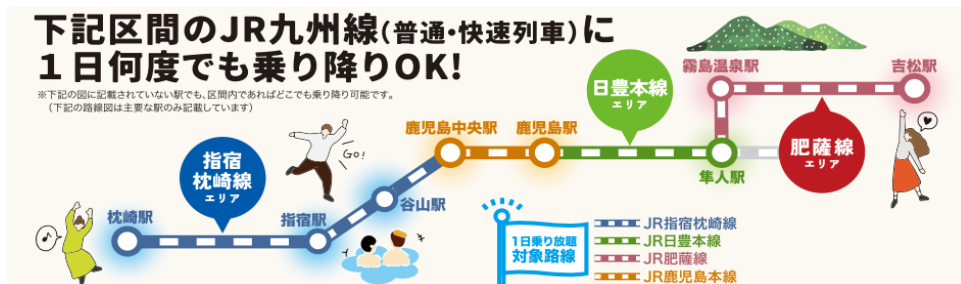 下記区間のJR九州線(普通・快速列車)に
1日何度でも乗り降りOK!
※下記の図に記載されていない駅でも、区間内であればどこでも乗り降り可能です。
(下記の路線図は主要な駅のみ記載しています)
霧島温泉駅
吉松駅
日豊本線
エリア
鹿児島中央駅
鹿児島駅
肥薩線
エリア
隼人駅
指宿
枕崎線
エリア
GO!
谷山駅
枕崎駅
指宿駅
1日乗り放題
対象路線
JR指宿枕崎線
JR日豊本線
JR肥薩線
JR鹿児島本線